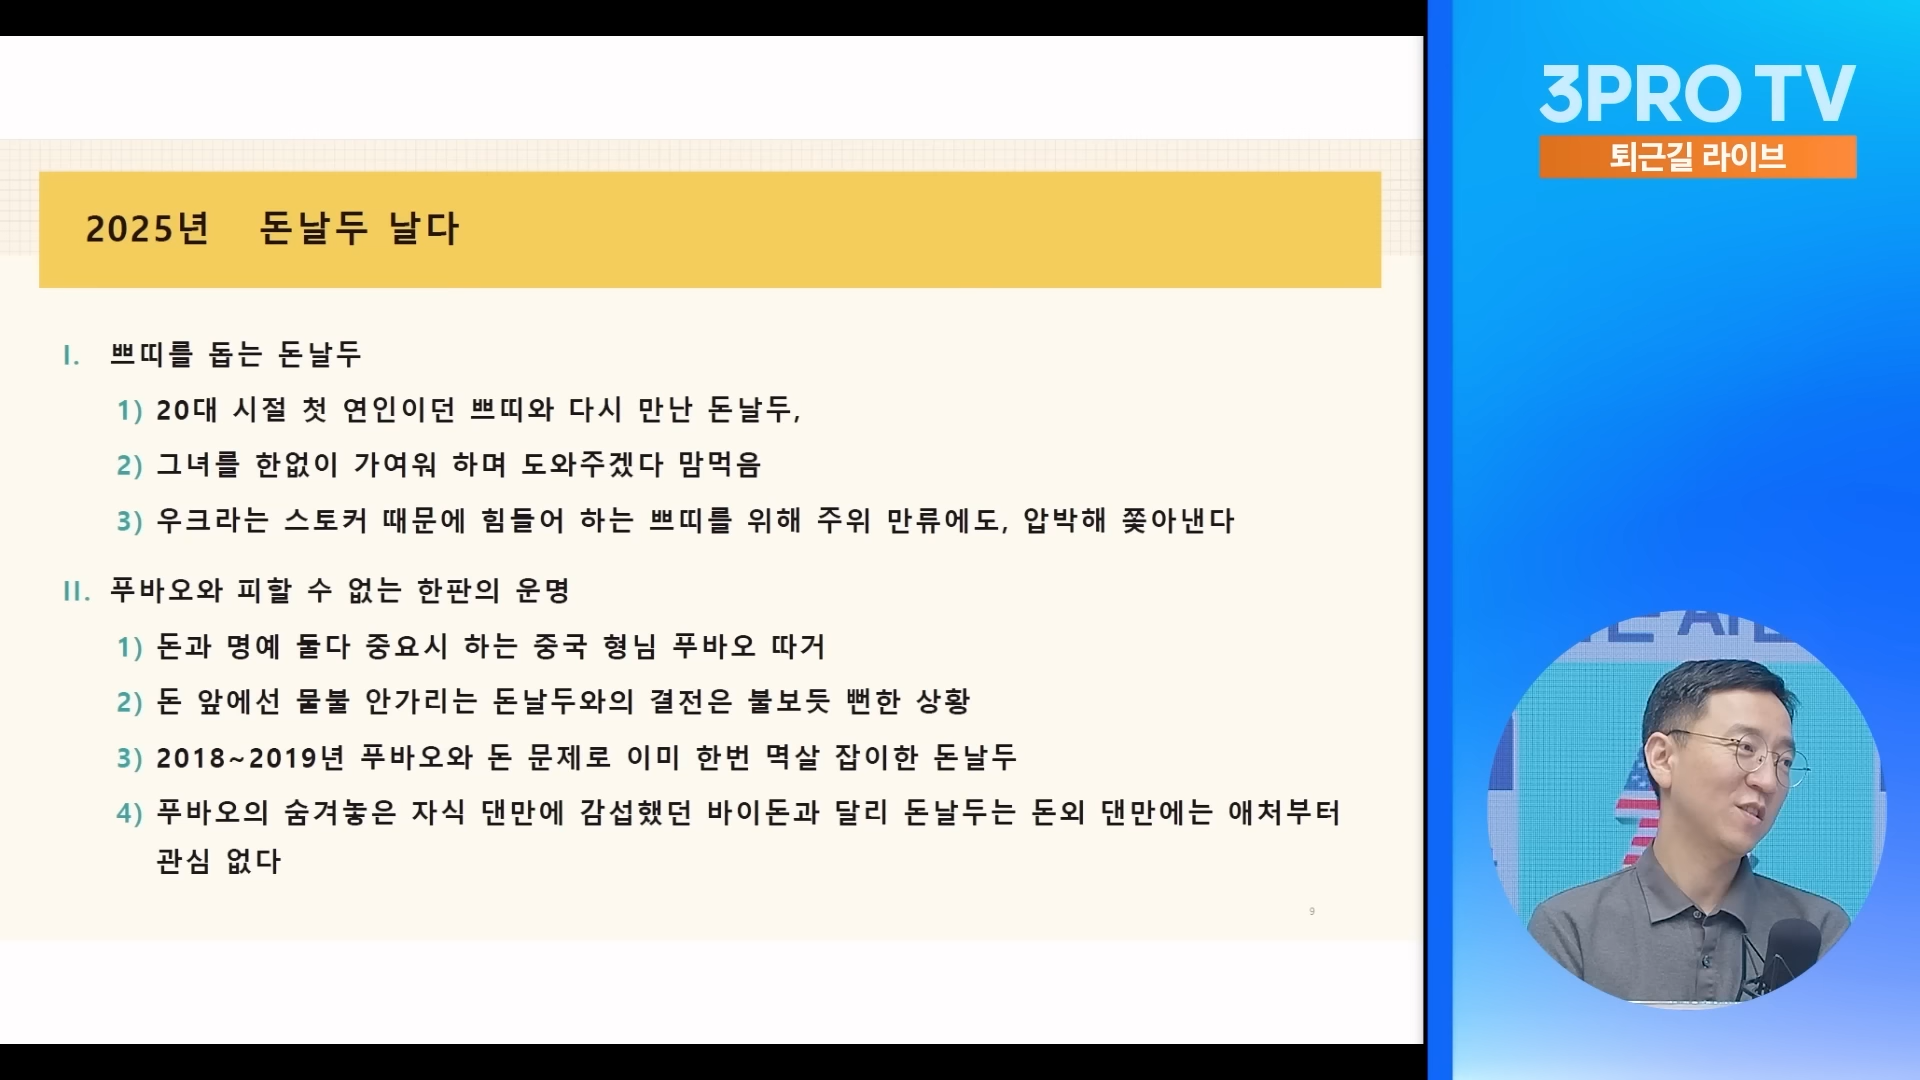 3PRO TV
퇴근길 라이브
2025년 돈날두 날다
I. 쁘띠를 돕는 돈날두
1) 20대 시절 첫 연인이던 쁘띠와 다시 만난 돈날두,
2) 그녀를 한없이 가여워 하며 도와주겠다 맘먹음
3) 우크라는 스토커 때문에 힘들어 하는 쁘띠를 위해 주위 만류에도, 압박해 쫓아낸다
II. 푸바오와 피할 수 없는 한판의 운명
1) 돈과 명예 둘다 중요시 하는 중국 형님 푸바오 따거
2) 돈 앞에선 물불 안가리는 돈날두와의 결전은 불보듯 뻔한 상황
3) 2018~2019년 푸바오와 돈 문제로 이미 한번 멱살 잡이한 돈날두
4) 푸바오의 숨겨놓은 자식 댄만에 감섭했던 바이돈과 달리 돈날두는 돈외 댄만에는 애처부터
관심 없다
9